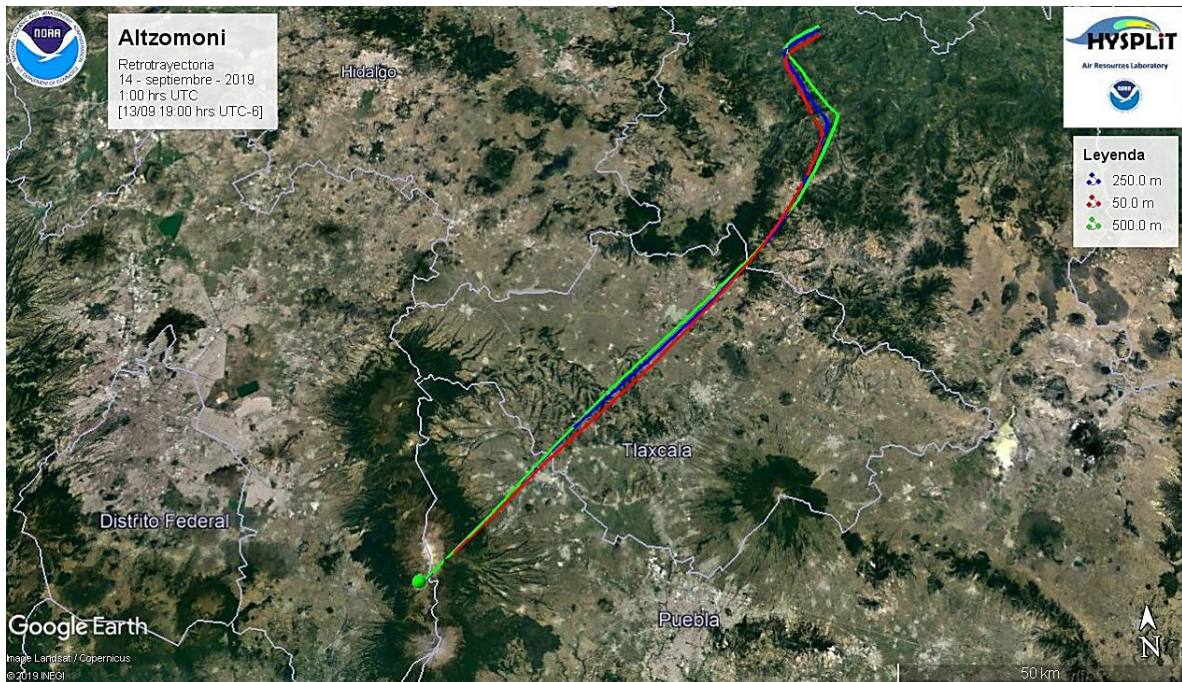 NOAA
Altzomoni
Retrotrayectoria
14 - septiembre - 2019
1:00 hrs UTC
[13/09 19:00 hrs UTC-6]
HYSPLiT
Air Resources Laboratory
Leyenda
250.0 m
50.0 m
500.0 m
Hidalgo
Tlaxcala
Distrito Federal
Puebla
Google Earth
Image Landsat / Copernicus
© 2019 INEGI
N
50 km